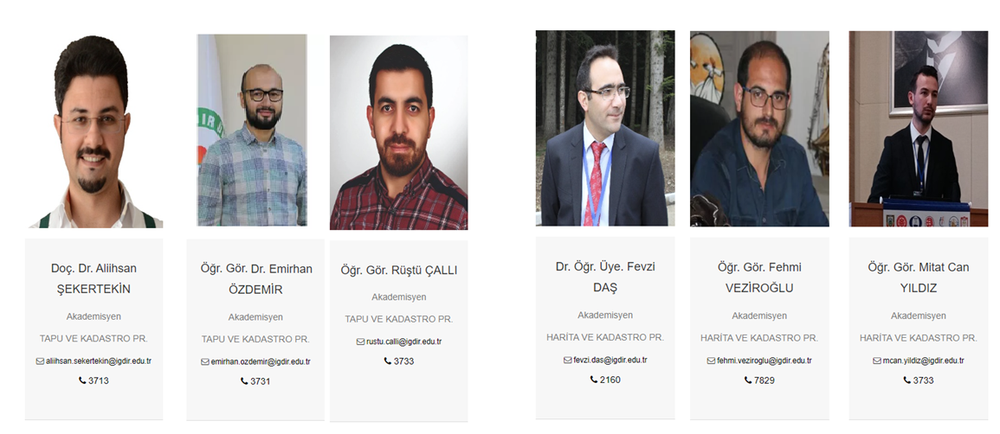 Doç. Dr. Aliihsan
ŞEKERTEKİN
Akademisyen
TAPU VE KADASTRO PR.
aliihsan.sekertekin@igdir.edu.tr
3713
Öğr. Gör. Dr. Emirhan
ÖZDEMİR
Akademisyen
TAPU VE KADASTRO PR.
emirhan.ozdemir@igdir.edu.tr
3731
Öğr. Gör. Rüştü ÇALLI
Akademisyen
TAPU VE KADASTRO PR.
rustu.calli@igdir.edu.tr
3733
Dr. Öğr. Üye. Fevzi
DAŞ
Akademisyen
HARİTA VE KADASTRO PR.
fevzi.das@igdir.edu.tr
2160
Öğr. Gör. Fehmi
VEZİROĞLU
Akademisyen
HARİTA VE KADASTRO PR.
fehmi.veziroglu@igdir.edu.tr
7829
Öğr. Gör. Mitat Can
YILDIZ
Akademisyen
HARİTA VE KADASTRO PR.
mcan.yildiz@igdir.edu.tr
3733